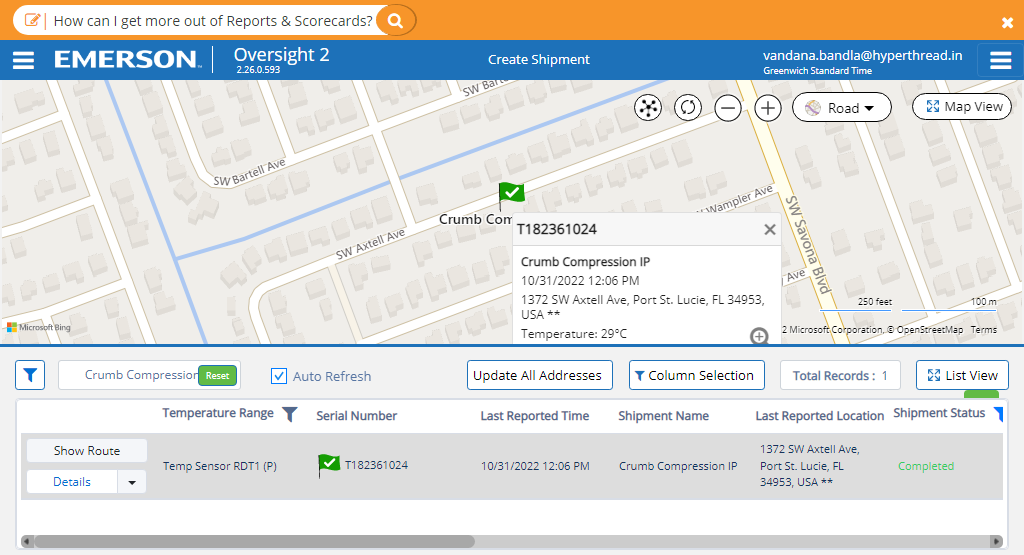 How can I get more out of Reports & Scorecards?
EMERSON
Oversight 2
2.26.0.593
Create Shipment
vandana.bandla@hyperthread.in
Greenwich Standard Time
SW Bartell Ave
SW Bartell Ave
Road
Map View
Crumb Com
SW Axtell Ave
W Wampler Ave
SW Savona Blvd
Ave
T182361024
Crumb Compression IP
10/31/2022 12:06 PM
1372 SW Axtell Ave, Port St. Lucie, FL 34953,
USA **
Temperature: 29°C
250 feet
100 m
Microsoft Bing
2 Microsoft Corporation, © OpenStreetMap Terms
Crumb Compression
Reset
Auto Refresh
Update All Addresses
Column Selection
Total Records : 1
List View
Temperature Range
Serial Number
Last Reported Time
Shipment Name
Last Reported Location
Shipment Status
Show Route
Details
Temp Sensor RDT1 (P)
T182361024
10/31/2022 12:06 PM
Crumb Compression IP
1372 SW Axtell Ave,
Port St. Lucie, FL
34953, USA **
Completed